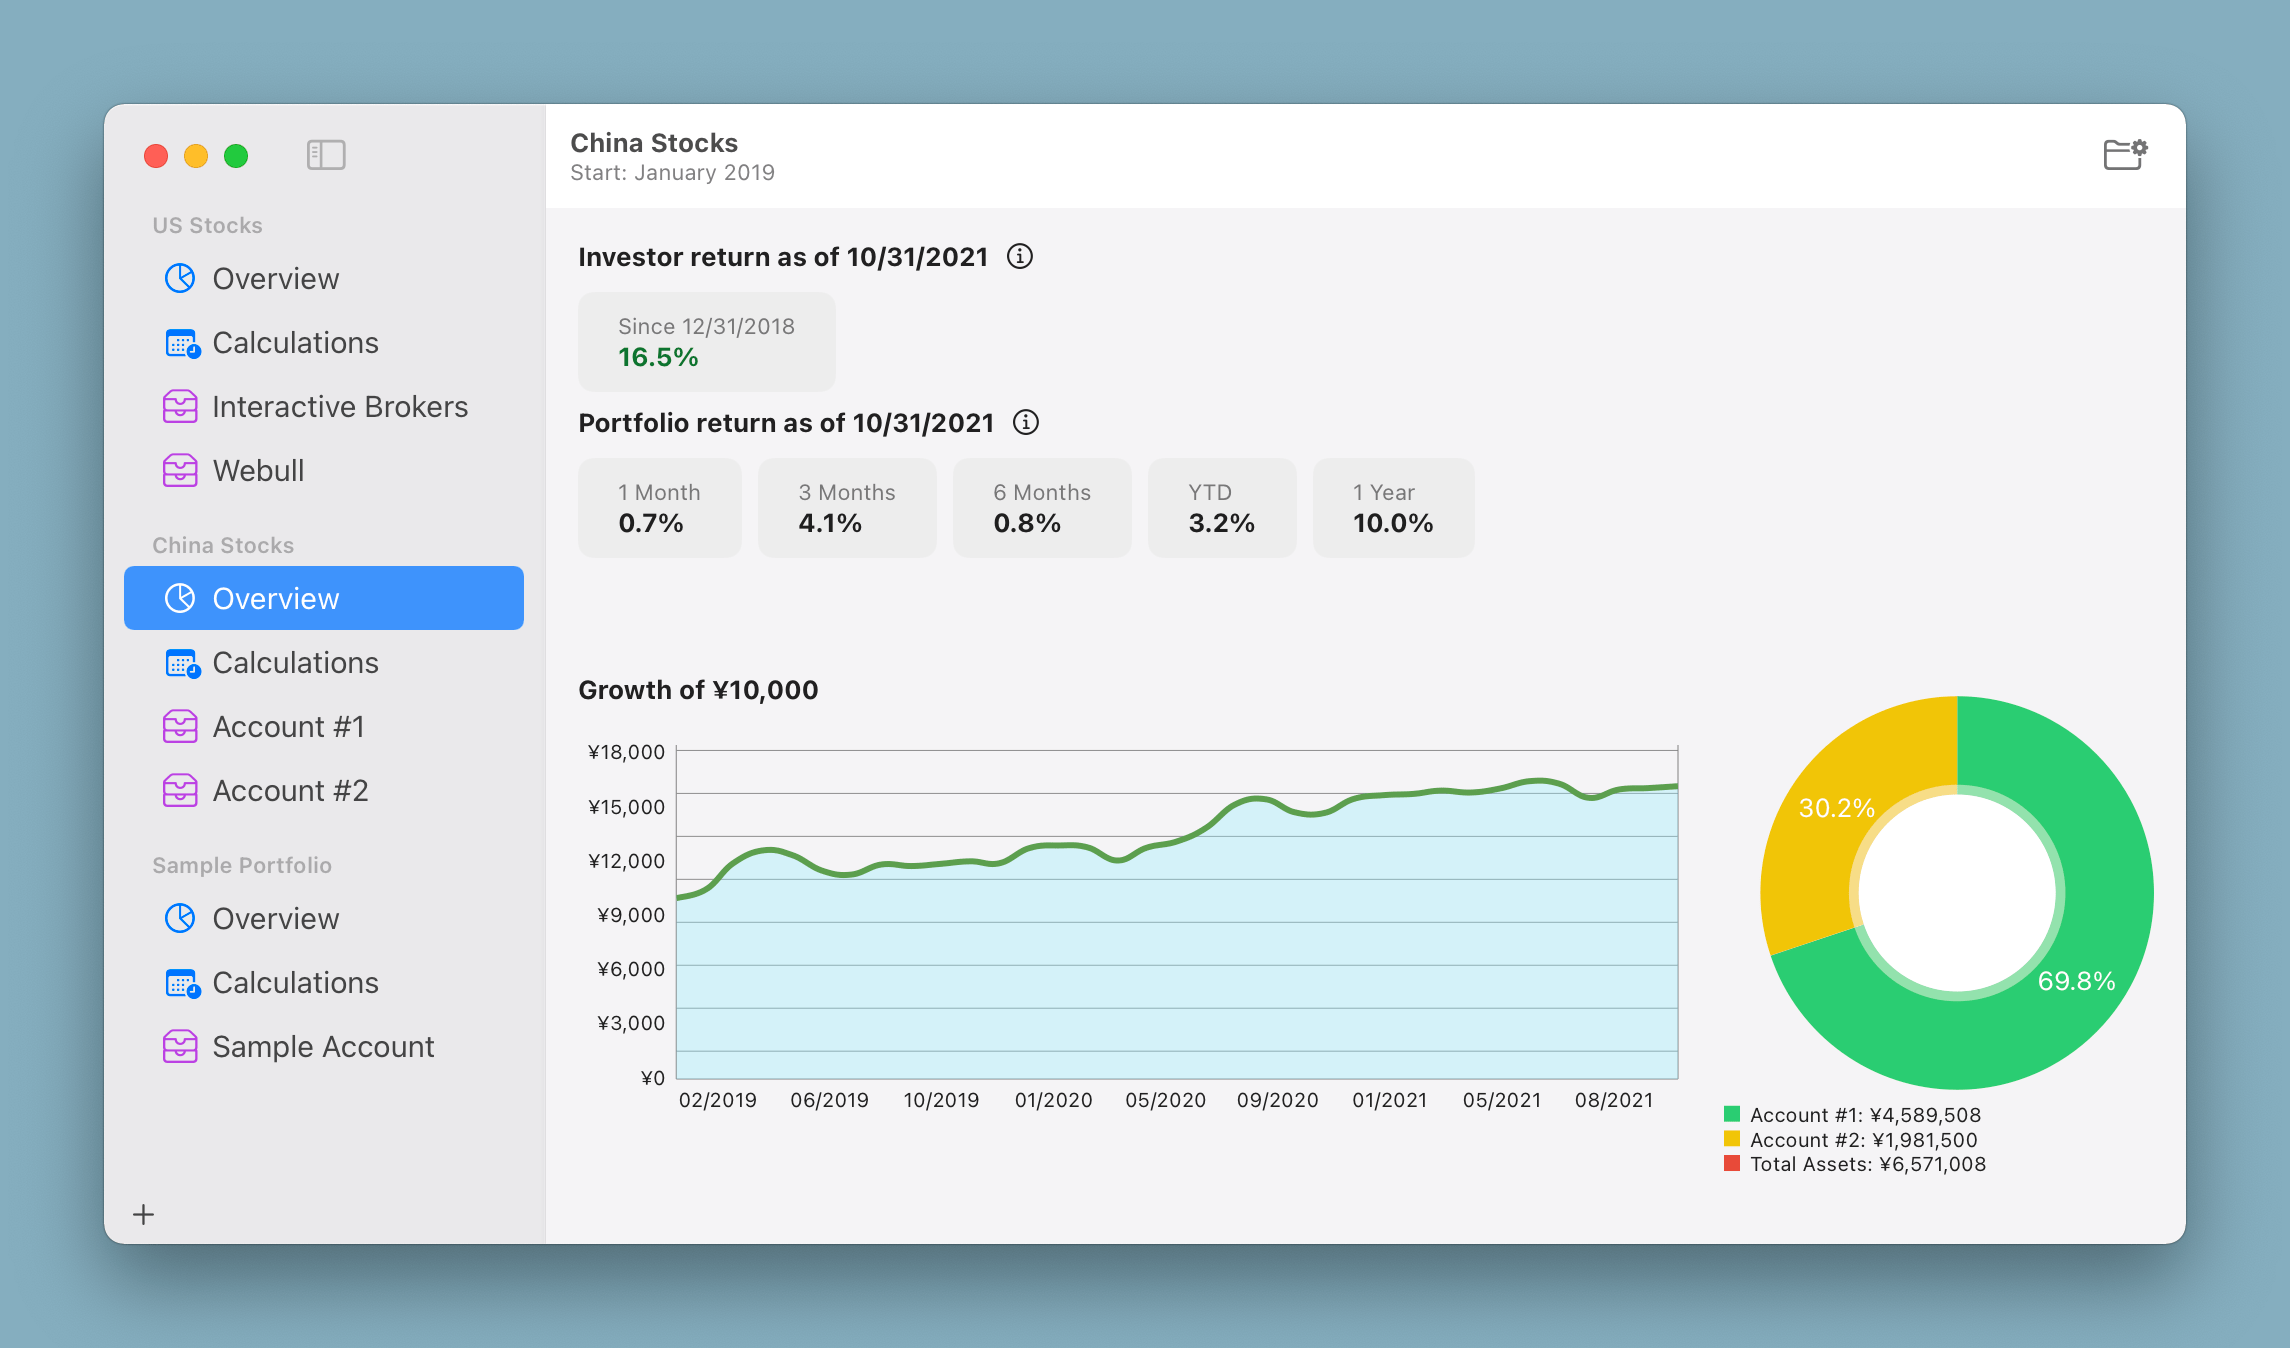 US Stocks
Overview
Calculations
Interactive Brokers
Webull
China Stocks
Overview
Calculations
Account #1
Account #2
Sample Portfolio
Overview
Calculations
Sample Account
China Stocks
Start: January 2019
Investor return as of 10/31/2021
Since 12/31/2018
16.5%
Portfolio return as of 10/31/2021
1 Month
0.7%
3 Months
4.1%
6 Months
0.8%
YTD
3.2%
1 Year
10.0%
Growth of ¥10,000
¥18,000
¥15,000
¥12,000
¥9,000
¥6,000
¥3,000
¥0
02/2019 06/2019 10/2019 01/2020 05/2020 09/2020 01/2021 05/2021 08/2021
30.2%
69.8%
Account #1: ¥4,589,508
Account #2: ¥1,981,500
Total Assets: ¥6,571,008